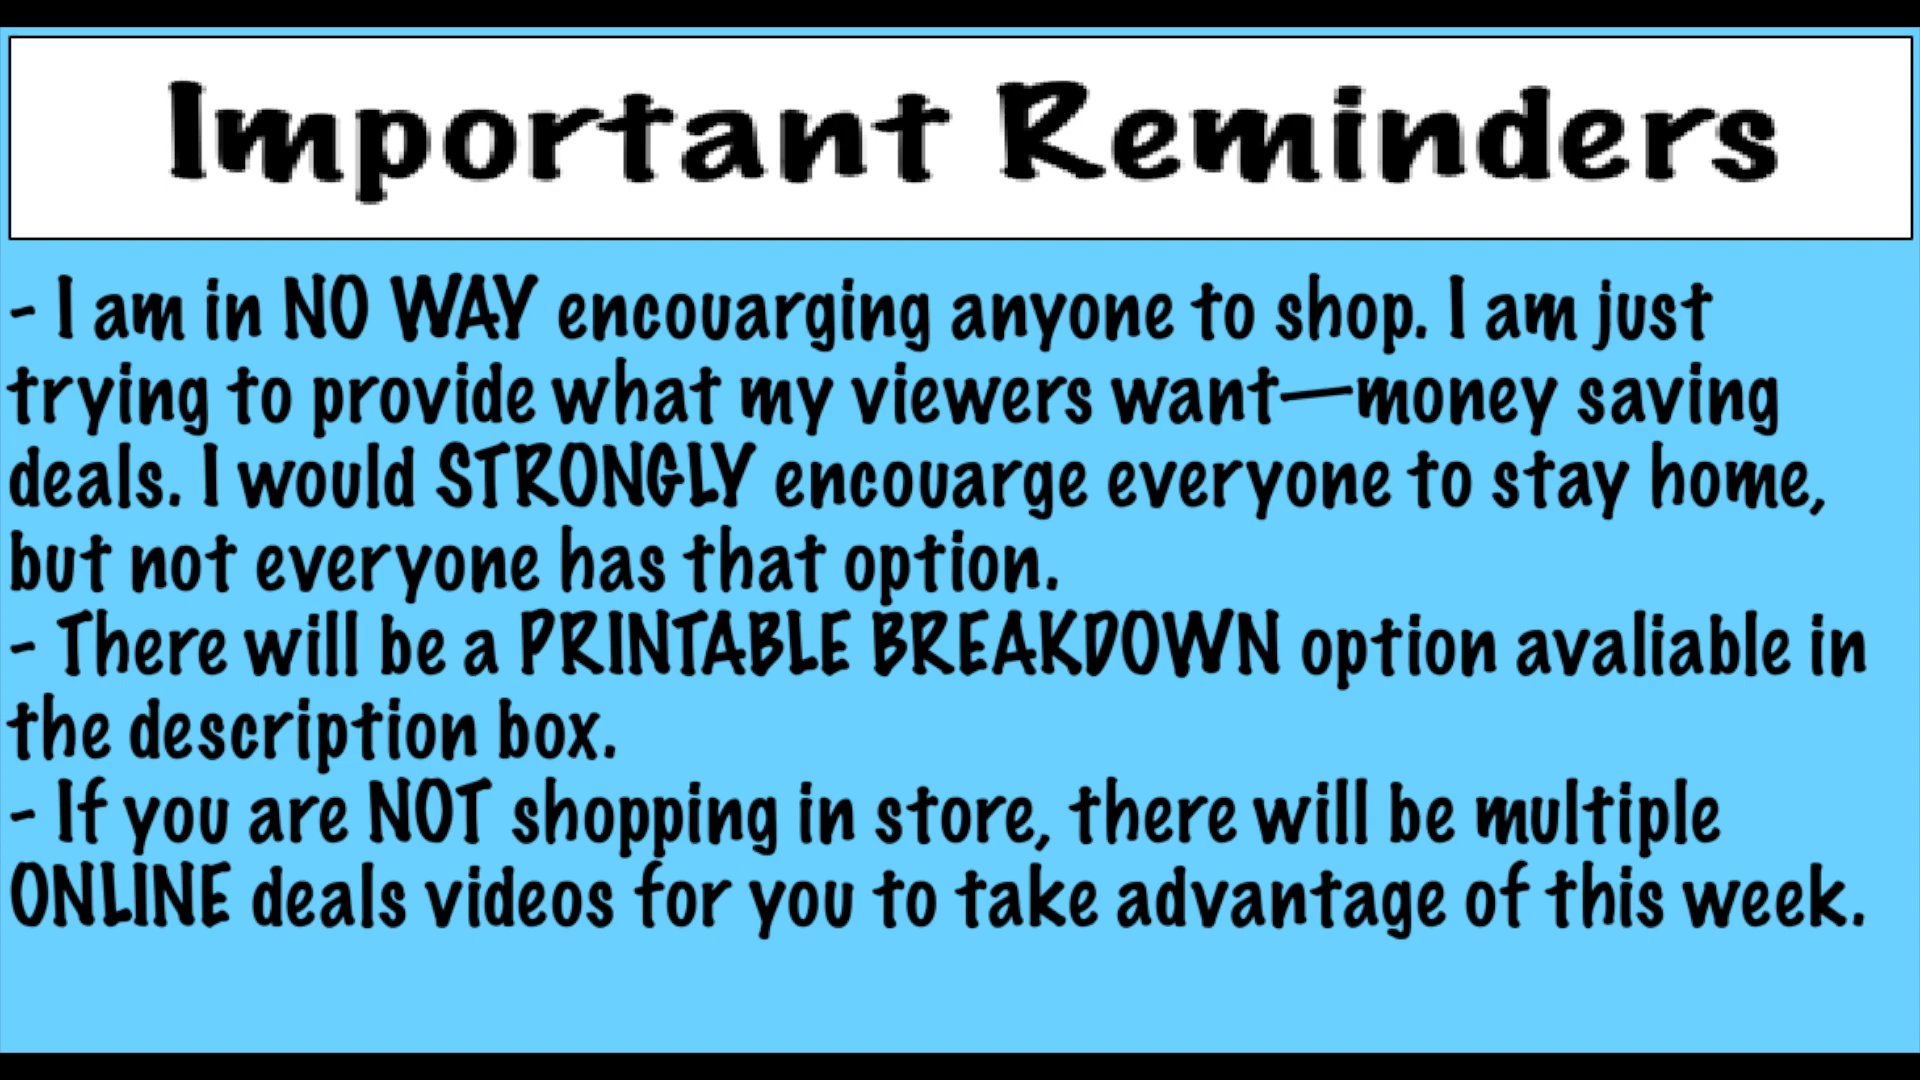 Important Reminders
- I am in NO WAY encouarging anyone to shop. I am just
trying to provide what my viewers want—money saving
deals. I would STRONGLY encouarge everyone to stay home,
but not everyone has that option.
- There will be a PRINTABLE BREAKDOWN option avaliable in
the description box.
- If you are NOT shopping in store, there will be multiple
ONLINE deals videos for you to take advantage of this week.